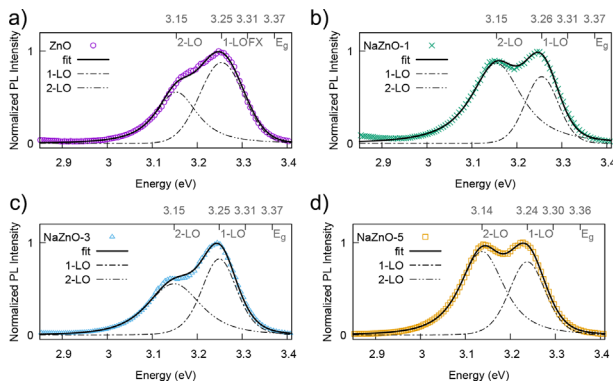 a)
3.15 3.25 3.31 3.37
ZnO
fit
1-LO
2-LO
2-LO 1-LO FX Eg
Normalized PL Intensity
1
0
2.9 3 3.1 3.2 3.3 3.4
Energy (eV)
b)
3.15 3.26 3.31 3.37
NaZnO-1
fit
1-LO
2-LO
2-LO 1-LO Eg
Normalized PL Intensity
1
0
2.9 3 3.1 3.2 3.3 3.4
Energy (eV)
c)
3.15 3.25 3.31 3.37
NaZnO-3
fit
1-LO
2-LO
2-LO 1-LO Eg
Normalized PL Intensity
1
0
2.9 3 3.1 3.2 3.3 3.4
Energy (eV)
d)
3.14 3.24 3.30 3.36
NaZnO-5
fit
1-LO
2-LO
2-LO 1-LO Eg
Normalized PL Intensity
1
0
2.9 3 3.1 3.2 3.3 3.4
Energy (eV)